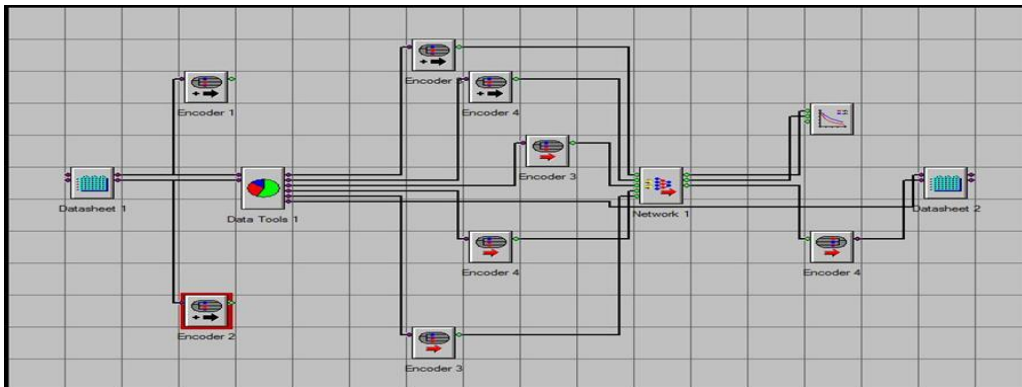 Encoder
Encoder 1
Encoder 4
Encoder 3
Datasheet 1
Data Tools 1
Network 1
Datasheet 2
Encoder 4
Encoder 4
Encoder 2
Encoder 3